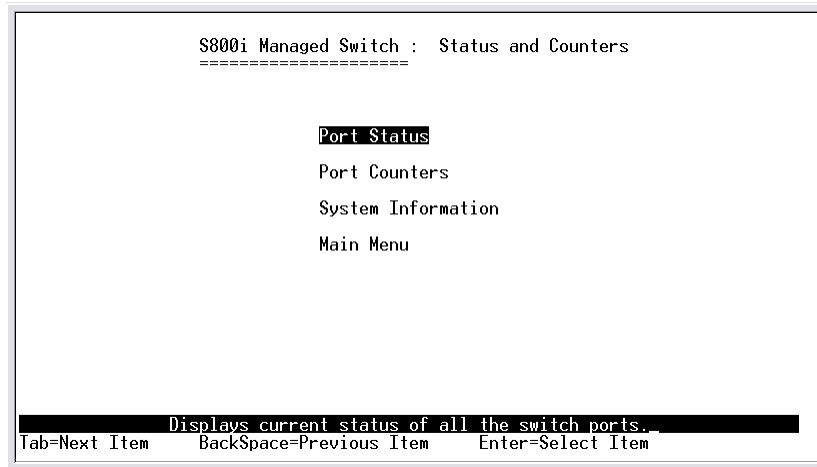 S800i Managed Switch :  Status and Counters
=====================
Port Status
Port Counters
System Information
Main Menu
Displays current status of all the switch ports._
Tab=Next Item     BackSpace=Previous Item     Enter=Select Item